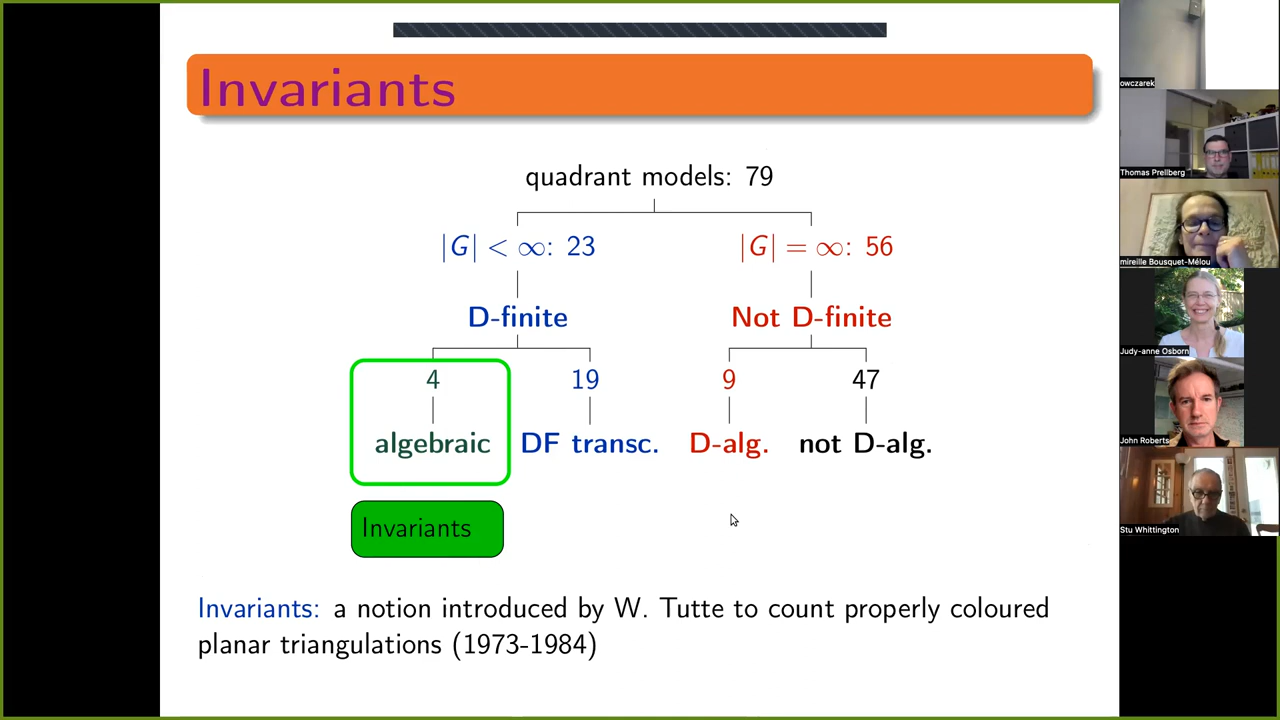 Invariants
quadrant models: 79
|G| < ∞: 23
|G| = ∞: 56
D-finite
Not D-finite
4
19
9
47
algebraic
DF transc.
D-alg.
not D-alg.
Invariants
Invariants: a notion introduced by W. Tutte to count properly coloured
planar triangulations (1973-1984)
owczarek
Thomas Prellberg
mireille Bousquet-Mélou
Judy-anne Osborn
John Roberts
Stu Whittington